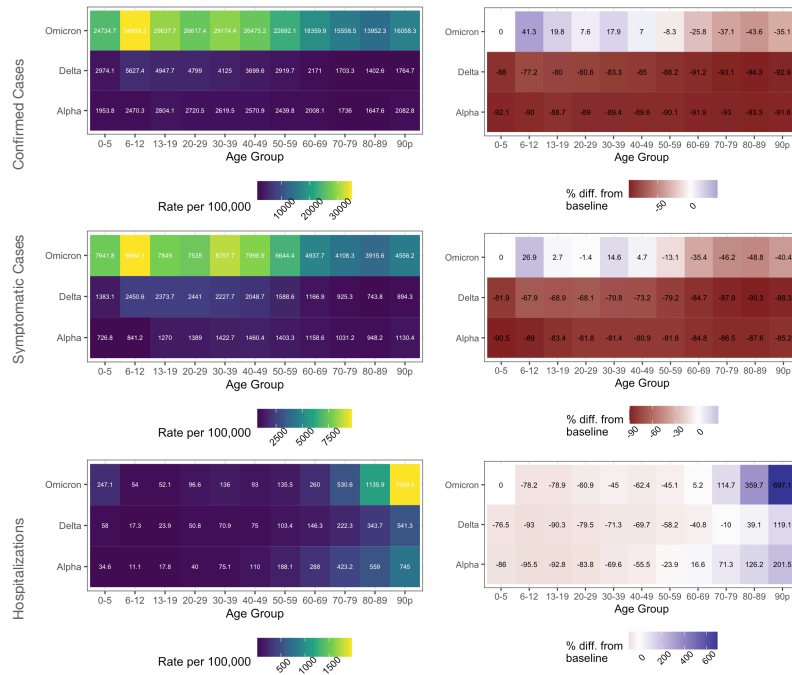 Confirmed Cases
Omicron 24734.7 29637.7 26617.4 29174.4 26475.2 22692.1 18359.9 15558.5 13952.3 16058.3
Delta 2974.1 5627.4 4947.7 4799 4125 3699.6 2919.7 2171 1703.3 1402.6 1764.7
Alpha 1953.8 2470.3 2804.1 2720.5 2619.5 2570.9 2439.8 2008.1 1736 1647.6 2082.8
0-5 6-12 13-19 20-29 30-39 40-49 50-59 60-69 70-79 80-89 90p
Age Group
Rate per 100,000
10000 20000 30000
Omicron 0 41.3 19.8 7.6 17.9 7 -8.3 -25.8 -37.1 -43.6 -35.1
Delta -88 -77.2 -80 -80.6 -83.3 -85 -88.2 -91.2 -93.1 -94.3 -92.9
Alpha -92.1 -90 -88.7 -89 -89.4 -89.6 -90.1 -91.9 -93 -93.3 -91.6
0-5 6-12 13-19 20-29 30-39 40-49 50-59 60-69 70-79 80-89 90p
Age Group
% diff. from
baseline
-50 0
Symptomatic Cases
Omicron 7641.8 7849 7538 8757.7 7998.9 6644.4 4937.7 4108.3 3915.6 4556.2
Delta 1383.1 2450.6 2373.7 2441 2227.7 2048.7 1588.6 1166.9 925.3 743.8 894.3
Alpha 726.8 841.2 1270 1389 1422.7 1460.4 1403.3 1158.6 1031.2 948.2 1130.4
0-5 6-12 13-19 20-29 30-39 40-49 50-59 60-69 70-79 80-89 90p
Age Group
Rate per 100,000
2500 5000 7500
Omicron 0 26.9 2.7 -1.4 14.6 4.7 -13.1 -35.4 -46.2 -48.8 -40.4
Delta -81.9 -67.9 -68.9 -68.1 -70.8 -73.2 -79.2 -84.7 -87.9 -90.3 -88.3
Alpha -90.5 -89 -83.4 -81.8 -81.4 -80.9 -81.6 -84.8 -86.5 -87.6 -85.2
0-5 6-12 13-19 20-29 30-39 40-49 50-59 60-69 70-79 80-89 90p
Age Group
% diff. from
baseline
-90 -60 -30 0
Hospitalizations
Omicron 247.1 54 52.1 96.6 136 93 135.5 260 530.6 1135.9
Delta 58 17.3 23.9 50.8 70.9 75 103.4 146.3 222.3 343.7 541.3
Alpha 34.6 11.1 17.8 40 75.1 110 188.1 288 423.2 559 745
0-5 6-12 13-19 20-29 30-39 40-49 50-59 60-69 70-79 80-89 90p
Age Group
Rate per 100,000
500 1000 1500
Omicron 0 -78.2 -78.9 -60.9 -45 -62.4 -45.1 5.2 114.7 359.7 697.1
Delta -76.5 -93 -90.3 -79.5 -71.3 -69.7 -58.2 -40.8 -10 39.1 119.1
Alpha -86 -95.5 -92.8 -83.8 -69.6 -55.5 -23.9 16.6 71.3 126.2 201.5
0-5 6-12 13-19 20-29 30-39 40-49 50-59 60-69 70-79 80-89 90p
Age Group
% diff. from
baseline
0 200 400 600